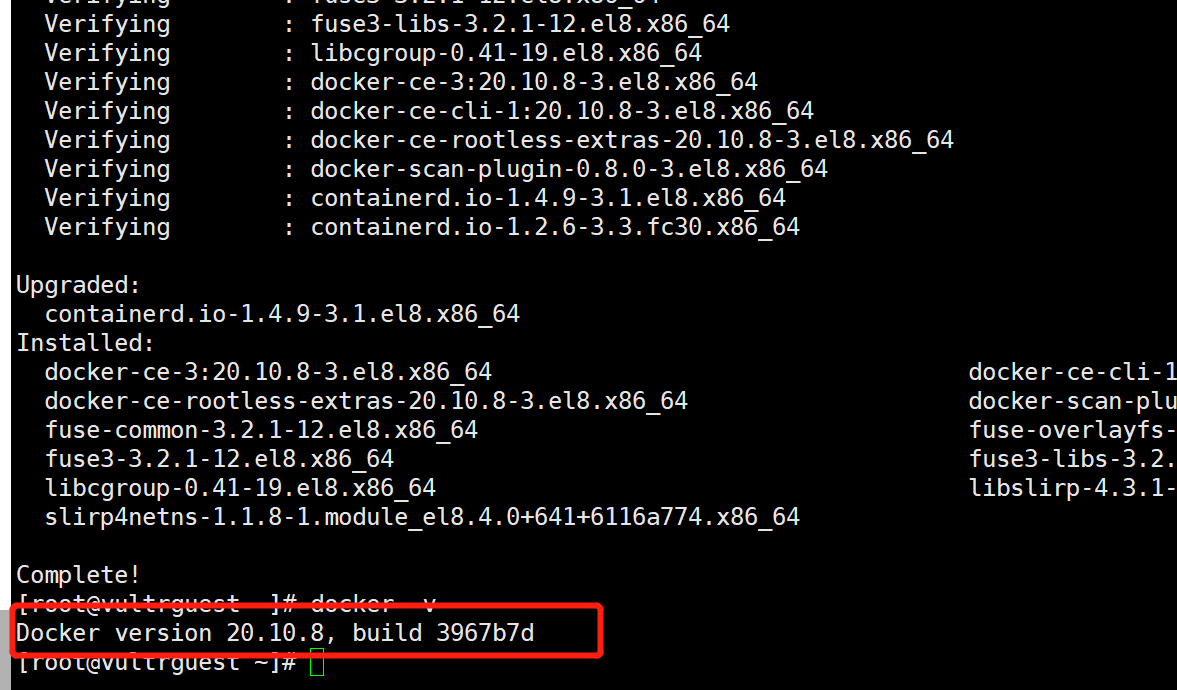 Verifying : fuse3-3.2.1-12.el8.x86_64
Verifying : fuse3-libs-3.2.1-12.el8.x86_64
Verifying : libcgroup-0.41-19.el8.x86_64
Verifying : docker-ce-3:20.10.8-3.el8.x86_64
Verifying : docker-ce-cli-1:20.10.8-3.el8.x86_64
Verifying : docker-ce-rootless-extras-20.10.8-3.el8.x86_64
Verifying : docker-scan-plugin-0.8.0-3.el8.x86_64
Verifying : containerd.io-1.4.9-3.1.el8.x86_64
Verifying : containerd.io-1.2.6-3.3.fc30.x86_64
Upgraded:
containerd.io-1.4.9-3.1.el8.x86_64
Installed:
docker-ce-3:20.10.8-3.el8.x86_64 docker-ce-cli-1
docker-ce-rootless-extras-20.10.8-3.el8.x86_64 docker-scan-plu
fuse-common-3.2.1-12.el8.x86_64 fuse-overlayfs-
fuse3-3.2.1-12.el8.x86_64 fuse3-libs-3.2.
libcgroup-0.41-19.el8.x86_64 libslirp-4.3.1-
slirp4netns-1.1.8-1.module_el8.4.0+641+6116a774.x86_64
Complete!
[root@vultrguest ~]# docker -v
Docker version 20.10.8, build 3967b7d
[root@vultrguest ~]#